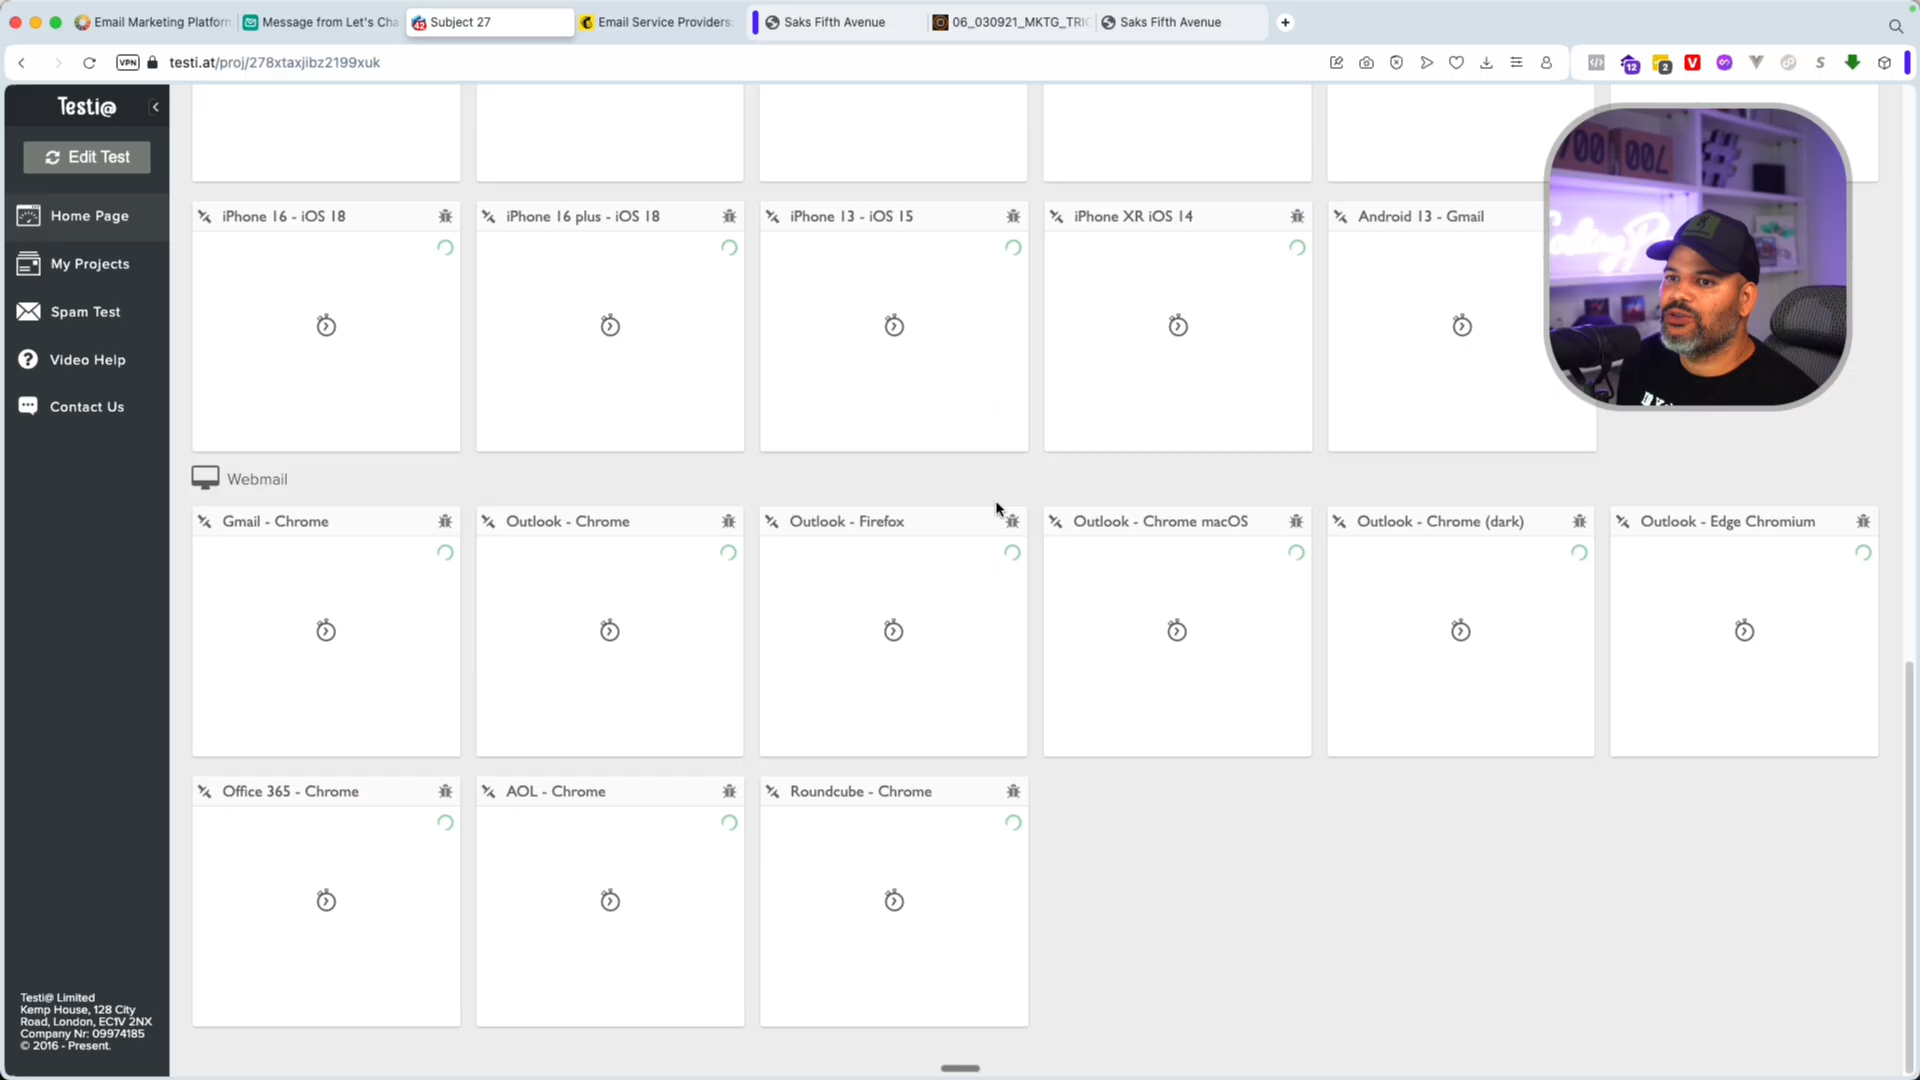 Email Marketing Platform
Message from Let's Cha
Subject 27
Email Service Providers:
Saks Fifth Avenue
06_030921_MKTG_TRI
Saks Fifth Avenue
VPN
testi.at/proj/278xtaxjibz2199xuk
12
2
Testi@
Edit Test
Home Page
My Projects
Spam Test
Video Help
Contact Us
iPhone 16 - iOS 18
iPhone 16 plus - iOS 18
iPhone 13 - iOS 15
iPhone XR iOS 14
Android 13 - Gmail
Webmail
Gmail - Chrome
Outlook - Chrome
Outlook - Firefox
Outlook - Chrome macOS
Outlook - Chrome (dark)
Outlook - Edge Chromium
Office 365 - Chrome
AOL - Chrome
Roundcube - Chrome
Testi@ Limited
Kemp House, 128 City
Road, London, EC1V 2NX
Company Nr: 09974185
© 2016 - Present.